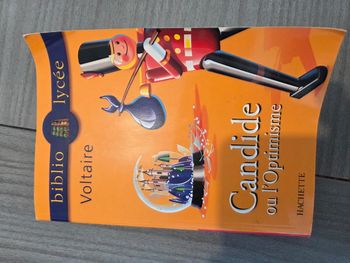 biblio lycée
Voltaire
Candide
ou l'Optimisme
HACHETTE